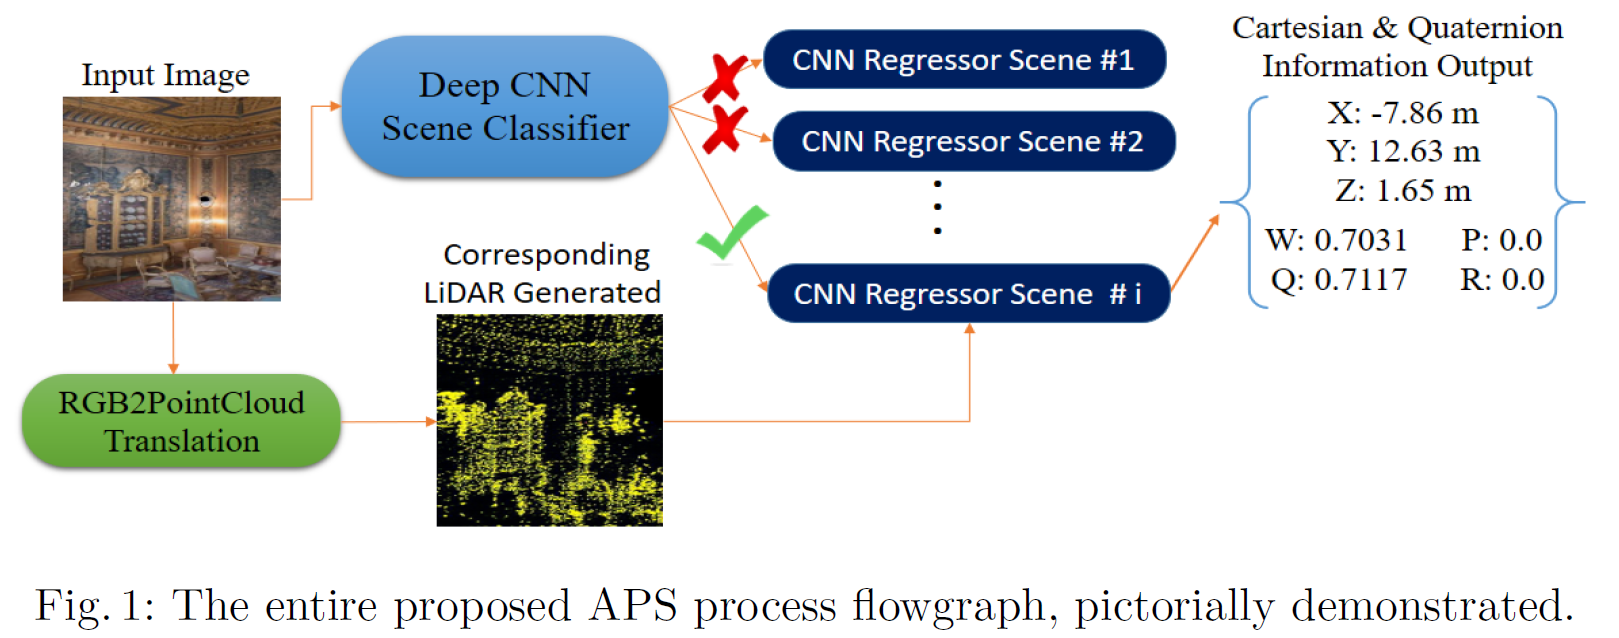 Input Image
Deep CNN
Scene Classifier
CNN Regressor Scene #1
CNN Regressor Scene #2
CNN Regressor Scene # i
Cartesian & Quaternion
Information Output
X: -7.86 m
Y: 12.63 m
Z: 1.65 m
W: 0.7031 P: 0.0
Q: 0.7117 R: 0.0
Corresponding
LiDAR Generated
RGB2PointCloud
Translation
Fig. 1: The entire proposed APS process flowgraph, pictorially demonstrated.